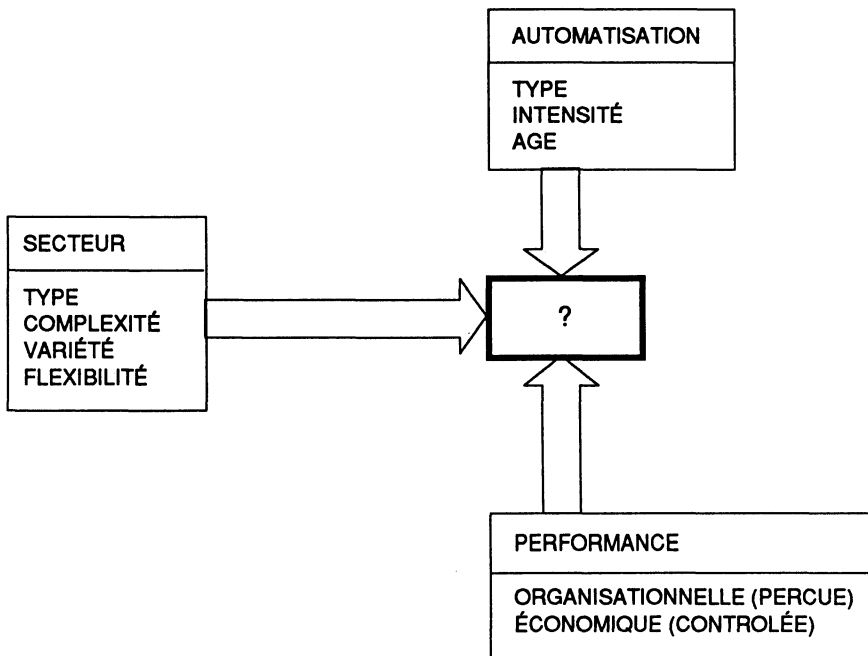 AUTOMATISATION
TYPE
INTENSITÉ
AGE
SECTEUR
TYPE
COMPLEXITÉ
VARIÉTÉ
FLEXIBILITÉ
?
PERFORMANCE
ORGANISATIONNELLE (PERCUE)
ÉCONOMIQUE (CONTROLÉE)